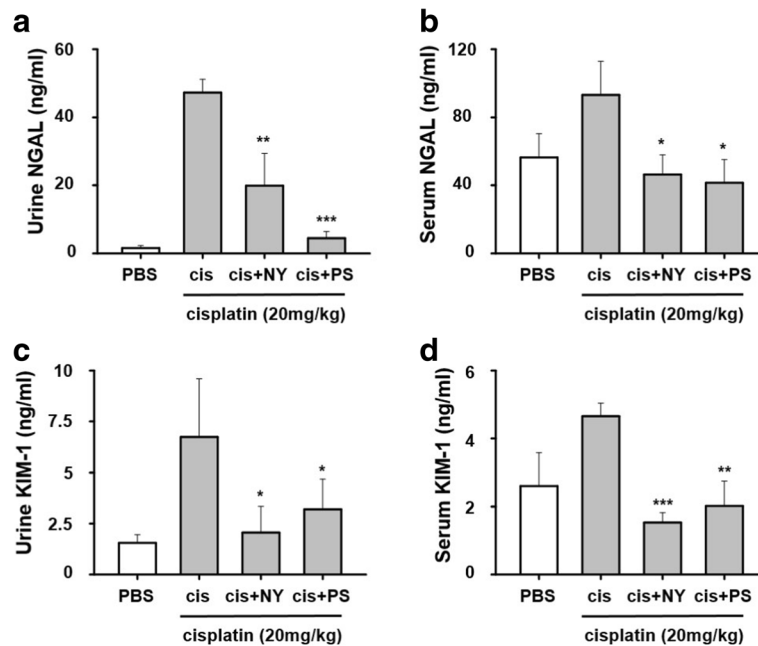 a
Urine NGAL (ng/ml)
60
40
20
0
**
***
PBS
cis
cis+NY
cis+PS
cisplatin (20mg/kg)
b
Serum NGAL (ng/ml)
120
80
40
0
*
*
PBS
cis
cis+NY
cis+PS
cisplatin (20mg/kg)
c
Urine KIM-1 (ng/ml)
10
7.5
5
2.5
0
*
*
PBS
cis
cis+NY
cis+PS
cisplatin (20mg/kg)
d
Serum KIM-1 (ng/ml)
6
4
2
0
***
**
PBS
cis
cis+NY
cis+PS
cisplatin (20mg/kg)